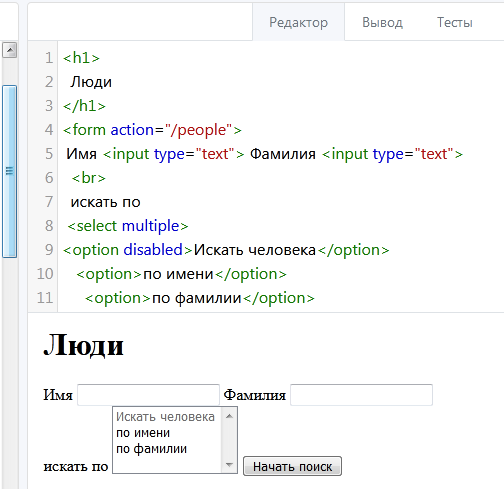 Редактор Вывод Тесты
1 <h1>
2 Люди
3 </h1>
4 <form action="/people">
5 Имя <input type="text"> Фамилия <input type="text">
6 <br>
7 искать по
8 <select multiple>
9 <option disabled>Искать человека</option>
10 <option>по имени</option>
11 <option>по фамилии</option>
Люди
Имя Фамилия
Искать человека
по имени
по фамилии
искать по Начать поиск